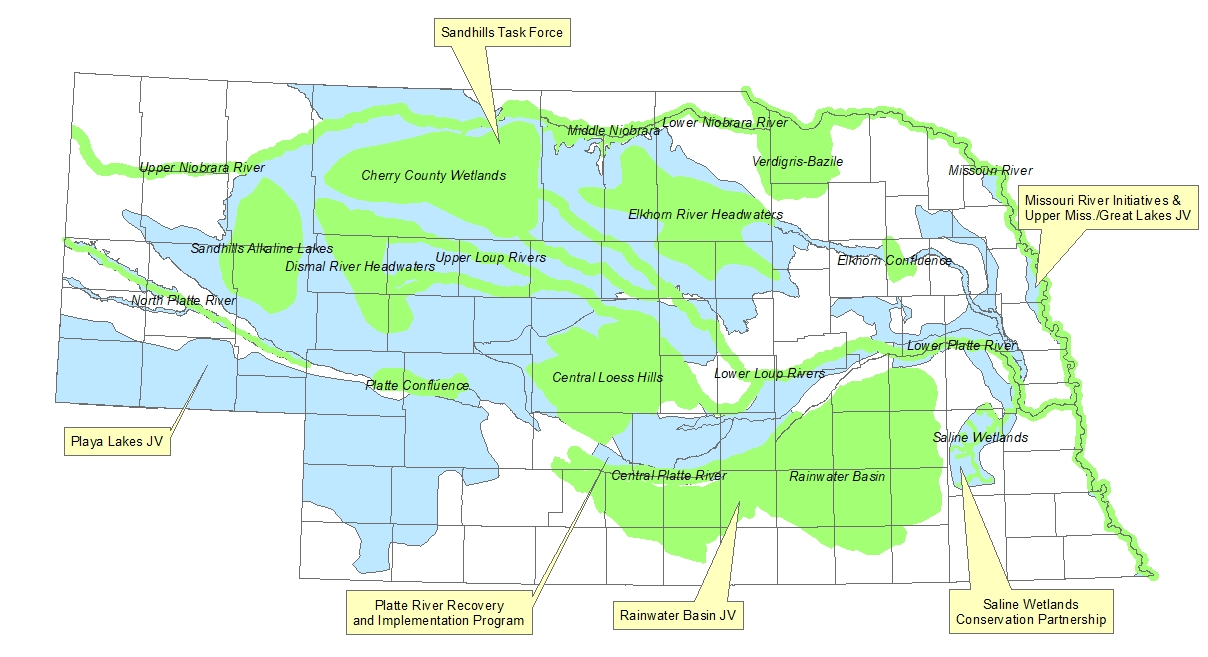 Sandhills Task Force
Middle Niobrara
Lower Niobrara River
Upper Niobrara River
Cherry County Wetlands
Verdigris-Bazile
Missouri River
Missouri River Initiatives &
Upper Miss./Great Lakes JV
Elkhorn River Headwaters
Sandhills Alkaline Lakes
Dismal River Headwaters
Upper Loup Rivers
Elkhorn Confluence
North Platte River
Lower Platte River
Platte Confluence
Central Loess Hills
Lower Loup Rivers
Playa Lakes JV
Saline Wetlands
Central Platte River
Rainwater Basin
Platte River Recovery
and Implementation Program
Rainwater Basin JV
Saline Wetlands
Conservation Partnership